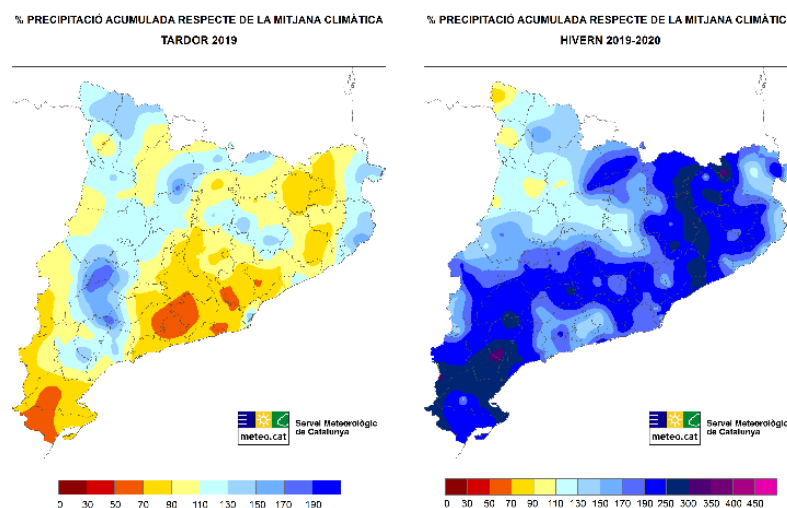 % PRECIPITACIÓ ACUMULADA RESPECTE DE LA MITJANA CLIMÀTICA
TARDOR 2019
meteo.cat
Servei Meteorològic
de Catalunya
0 30 50 70 90 110 130 150 170 190
% PRECIPITACIÓ ACUMULADA RESPECTE DE LA MITJANA CLIMÀTIC
HIVERN 2019-2020
meteo.cat
Servei Meteorològic
de Catalunya
0 30 50 70 90 110 130 150 170 190 250 300 350 400 450